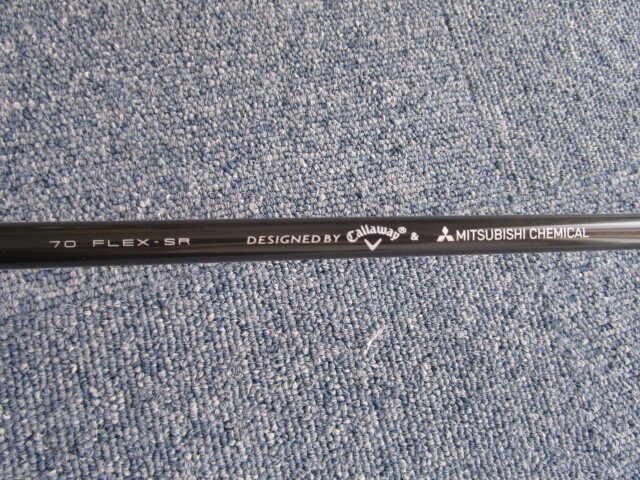 70 FLEX-SR DESIGNED BY Callaway® & MITSUBISHI CHEMICAL